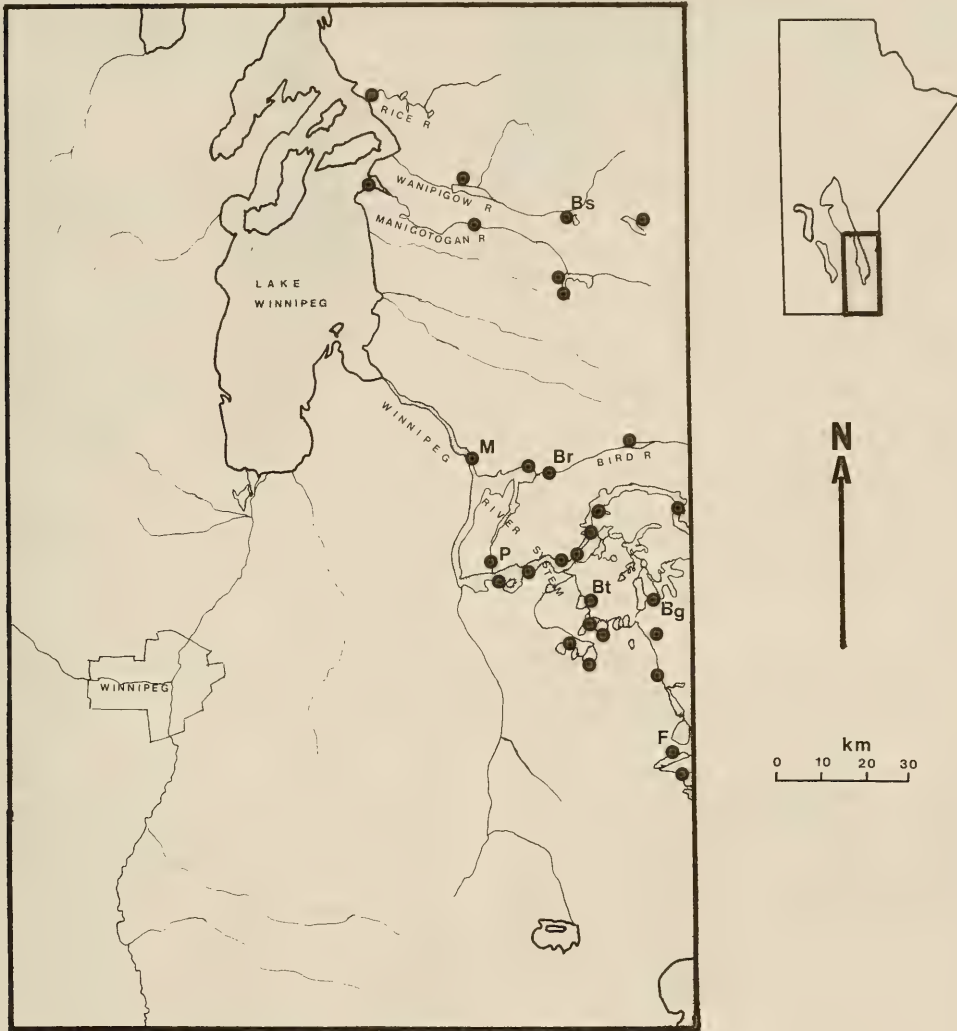 RICE R
WANIPIGOW R
Bs
MANIGOTOGAN R
LAKE
WINNIPEG
N
WINNIPEG
M
Br
BIRD R
RIVER
SYSTEM
P
Bt
Bg
WINNIPEG
F
km
0 10 20 30